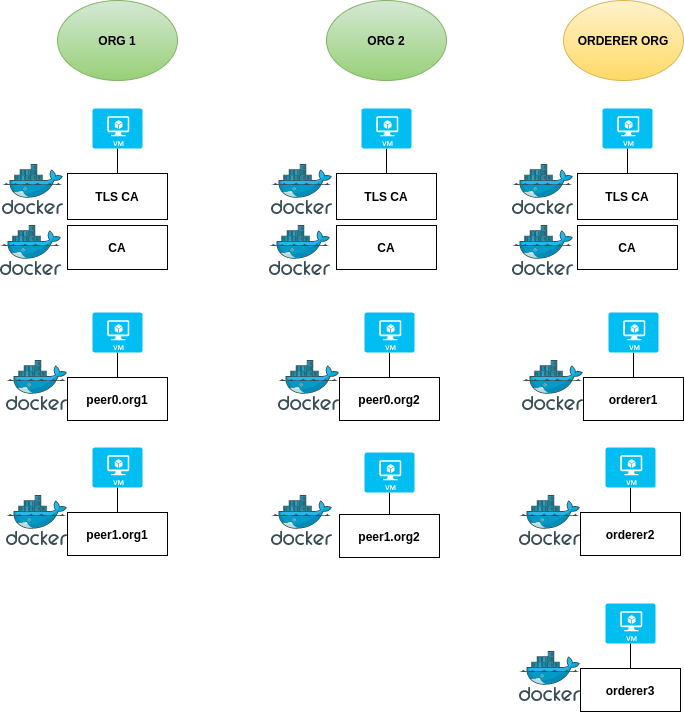 ORG 1
ORG 2
ORDERER ORG
VM
VM
VM
docker
TLS CA
docker
TLS CA
docker
TLS CA
docker
CA
docker
CA
docker
CA
VM
VM
VM
docker
peer0.org1
docker
peer0.org2
docker
orderer1
VM
VM
VM
docker
peer1.org1
docker
peer1.org2
docker
orderer2
VM
docker
orderer3